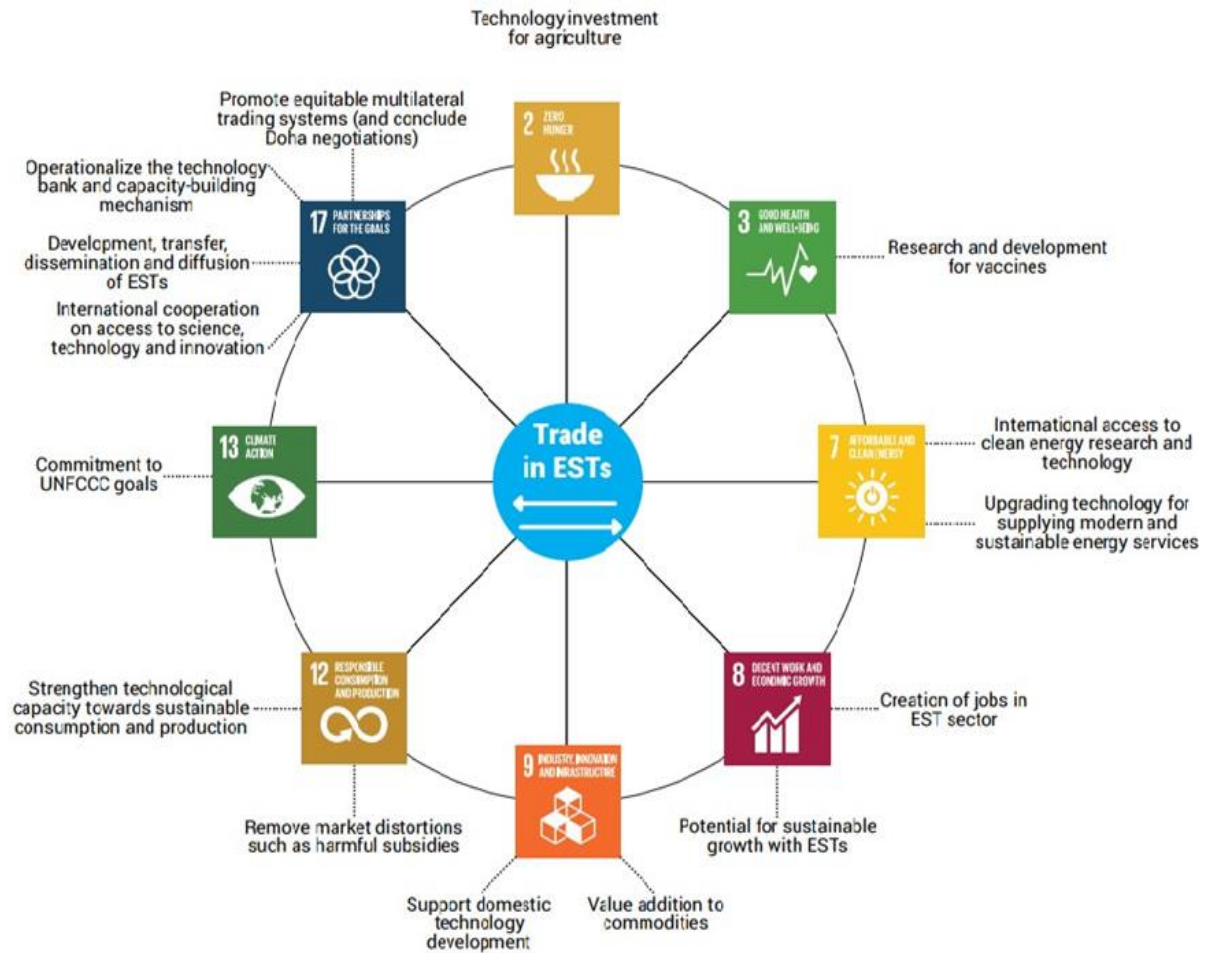 Technology investment
for agriculture
Promote equitable multilateral
trading systems (and conclude
Doha negotiations)
Operationalize the technology
bank and capacity-building
mechanism
Development, transfer,
dissemination and diffusion
of ESTs
International cooperation
on access to science,
technology and innovation
17 PARTNERSHIPS
FOR THE GOALS
2 ZERO
HUNGER
3 GOOD HEALTH
AND WELL-BEING
Research and development
for vaccines
Commitment to
UNFCCC goals
13 CLIMATE
ACTION
Trade
in ESTs
7 AFFORDABLE AND
CLEAN ENERGY
International access to
clean energy research and
technology
Upgrading technology for
supplying modern and
sustainable energy services
Strengthen technological
capacity towards sustainable
consumption and production
12 RESPONSIBLE
CONSUMPTION
AND PRODUCTION
Remove market distortions
such as harmful subsidies
9 INDUSTRY, INNOVATION
AND INFRASTRUCTURE
Support domestic
technology
development
Value addition to
commodities
8 DECENT WORK AND
ECONOMIC GROWTH
Creation of jobs in
EST sector
Potential for sustainable
growth with ESTs